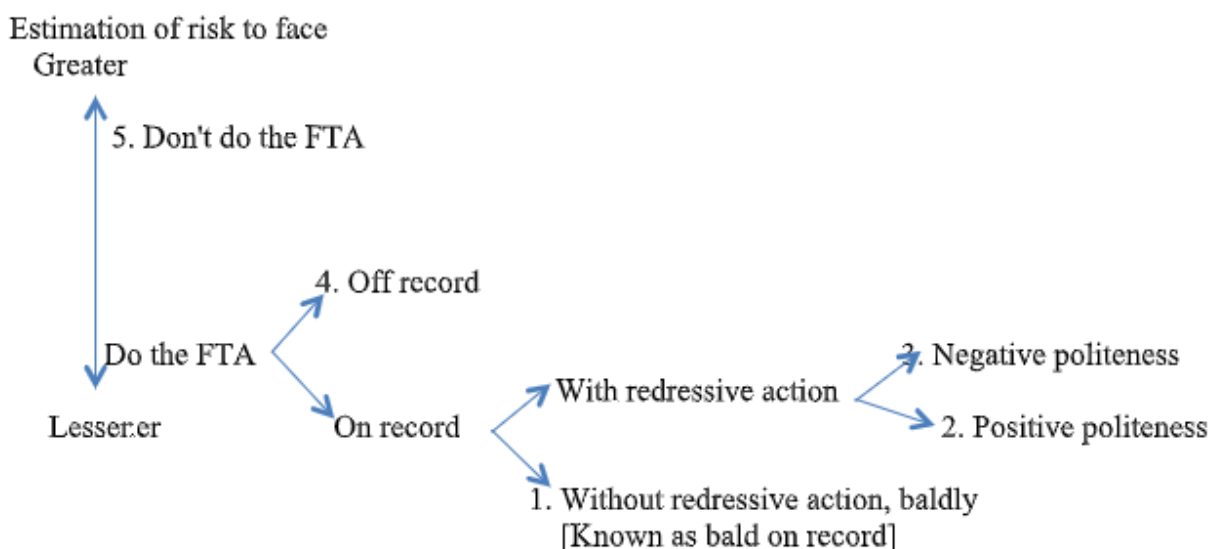 Estimation of risk to face
Greater
5. Don't do the FTA
4. Off record
Do the FTA
3. Negative politeness
With redressive action
Lesser:er
On record
2. Positive politeness
1. Without redressive action, baldly
[Known as bald on record]